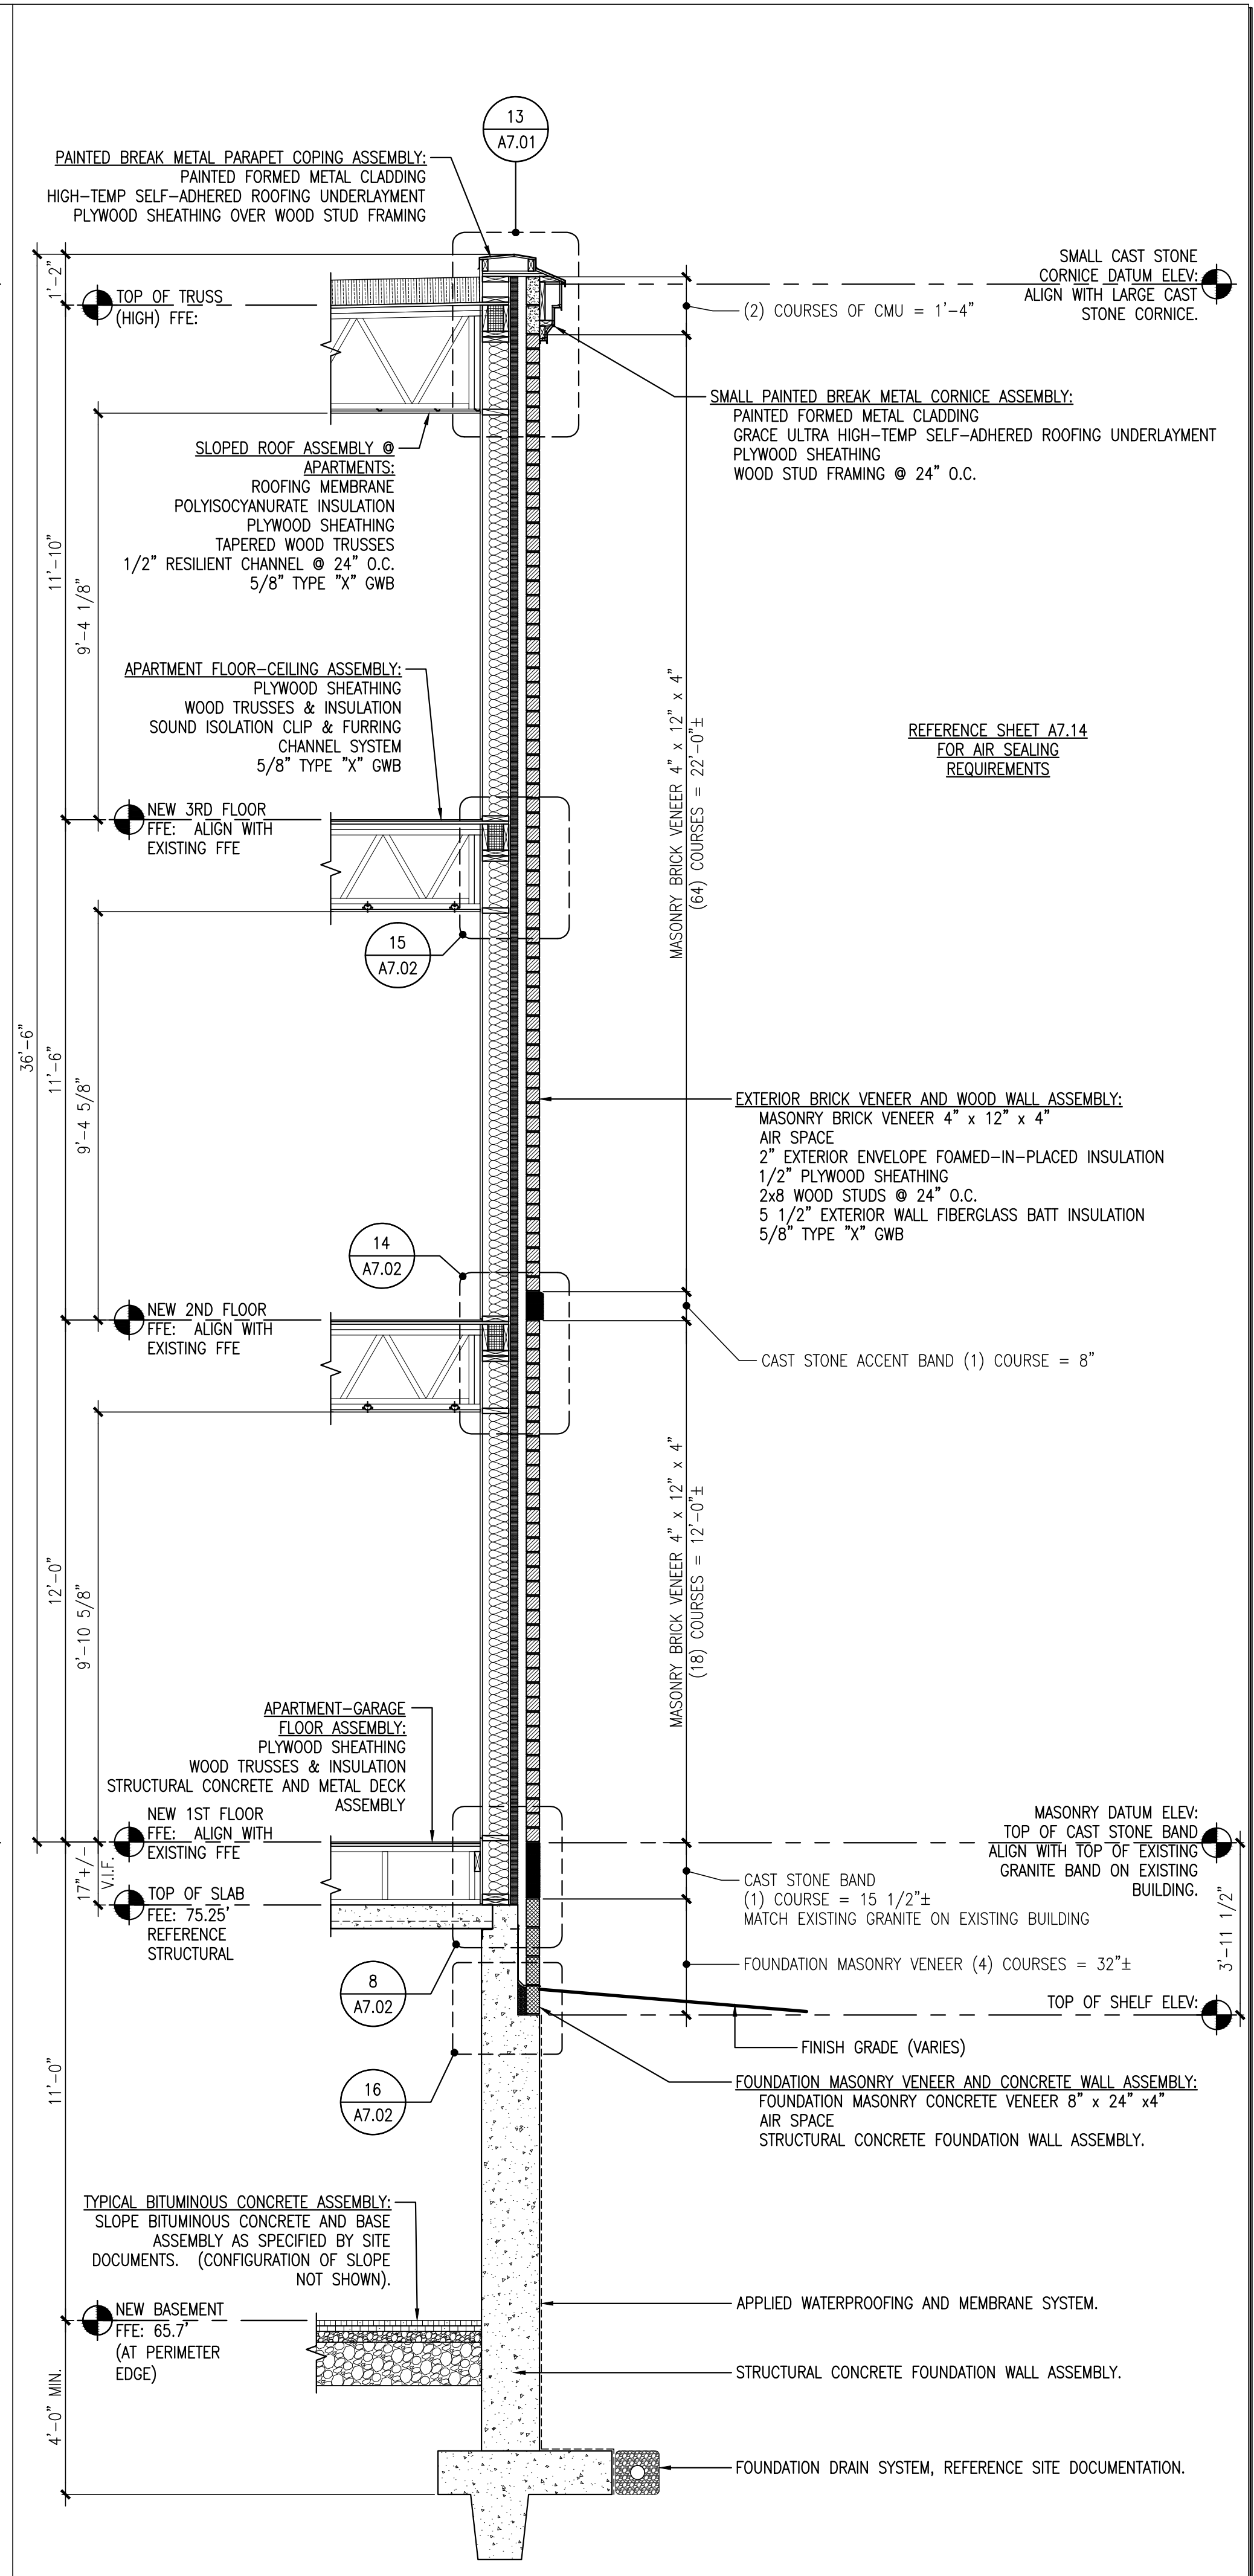 13
A7.01
PAINTED BREAK METAL PARAPET COPING ASSEMBLY:
PAINTED FORMED METAL CLADDING
HIGH-TEMP SELF-ADHERED ROOFING UNDERLAYMENT
PLYWOOD SHEATHING OVER WOOD STUD FRAMING
SMALL CAST STONE
CORNICE DATUM ELEV:
ALIGN WITH LARGE CAST
STONE CORNICE.
1'-2"
TOP OF TRUSS
(HIGH) FFE:
(2) COURSES OF CMU = 1'-4"
SMALL PAINTED BREAK METAL CORNICE ASSEMBLY:
PAINTED FORMED METAL CLADDING
GRACE ULTRA HIGH-TEMP SELF-ADHERED ROOFING UNDERLAYMENT
PLYWOOD SHEATHING
WOOD STUD FRAMING @ 24" O.C.
SLOPED ROOF ASSEMBLY @
APARTMENTS:
ROOFING MEMBRANE
POLYISOCYANURATE INSULATION
PLYWOOD SHEATHING
TAPERED WOOD TRUSSES
1/2" RESILIENT CHANNEL @ 24" O.C.
5/8" TYPE "X" GWB
11'-10"
9'-4 1/8"
APARTMENT FLOOR-CEILING ASSEMBLY:
PLYWOOD SHEATHING
WOOD TRUSSES & INSULATION
SOUND ISOLATION CLIP & FURRING
CHANNEL SYSTEM
5/8" TYPE "X" GWB
MASONRY BRICK VENEER 4" x 12" x 4"
(64) COURSES = 22'-0"±
REFERENCE SHEET A7.14
FOR AIR SEALING
REQUIREMENTS
NEW 3RD FLOOR
FFE: ALIGN WITH
EXISTING FFE
15
A7.02
36'-6"
11'-6"
9'-4 5/8"
EXTERIOR BRICK VENEER AND WOOD WALL ASSEMBLY:
MASONRY BRICK VENEER 4" x 12" x 4"
AIR SPACE
2" EXTERIOR ENVELOPE FOAMED-IN-PLACED INSULATION
1/2" PLYWOOD SHEATHING
2x8 WOOD STUDS @ 24" O.C.
5 1/2" EXTERIOR WALL FIBERGLASS BATT INSULATION
5/8" TYPE "X" GWB
14
A7.02
NEW 2ND FLOOR
FFE: ALIGN WITH
EXISTING FFE
CAST STONE ACCENT BAND (1) COURSE = 8"
MASONRY BRICK VENEER 4" x 12" x 4"
(18) COURSES = 12'-0"±
12'-0"
9'-10 5/8"
APARTMENT-GARAGE
FLOOR ASSEMBLY:
PLYWOOD SHEATHING
WOOD TRUSSES & INSULATION
STRUCTURAL CONCRETE AND METAL DECK
ASSEMBLY
NEW 1ST FLOOR
FFE: ALIGN WITH
EXISTING FFE
MASONRY DATUM ELEV:
TOP OF CAST STONE BAND
ALIGN WITH TOP OF EXISTING
GRANITE BAND ON EXISTING
BUILDING.
17"+/-
V.I.F.
TOP OF SLAB
FEE: 75.25'
REFERENCE
STRUCTURAL
CAST STONE BAND
(1) COURSE = 15 1/2"±
MATCH EXISTING GRANITE ON EXISTING BUILDING
3'-11 1/2"
FOUNDATION MASONRY VENEER (4) COURSES = 32"±
8
A7.02
TOP OF SHELF ELEV:
FINISH GRADE (VARIES)
16
A7.02
11'-0"
FOUNDATION MASONRY VENEER AND CONCRETE WALL ASSEMBLY:
FOUNDATION MASONRY CONCRETE VENEER 8" x 24" x4"
AIR SPACE
STRUCTURAL CONCRETE FOUNDATION WALL ASSEMBLY.
TYPICAL BITUMINOUS CONCRETE ASSEMBLY:
SLOPE BITUMINOUS CONCRETE AND BASE
ASSEMBLY AS SPECIFIED BY SITE
DOCUMENTS. (CONFIGURATION OF SLOPE
NOT SHOWN).
NEW BASEMENT
FFE: 65.7'
(AT PERIMETER
EDGE)
APPLIED WATERPROOFING AND MEMBRANE SYSTEM.
4'-0" MIN.
STRUCTURAL CONCRETE FOUNDATION WALL ASSEMBLY.
FOUNDATION DRAIN SYSTEM, REFERENCE SITE DOCUMENTATION.